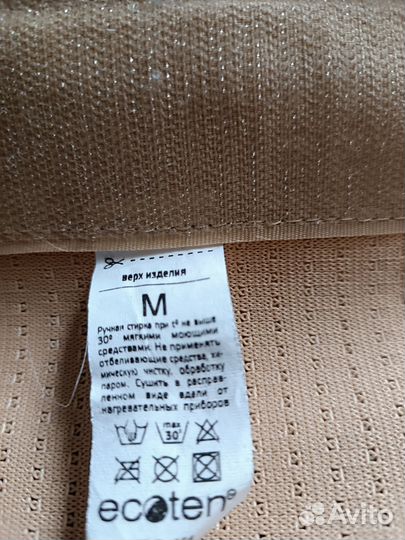 верх изделия
M
Ручная стирка при t° не выше
30° мягкими моющими
средствами. Не применять
отбеливающие средства, хи-
мическую чистку, обработку
паром. Сушить в расправ-
ленном виде вдали от
нагревательных приборов
max
30°
ecoten®
Avito